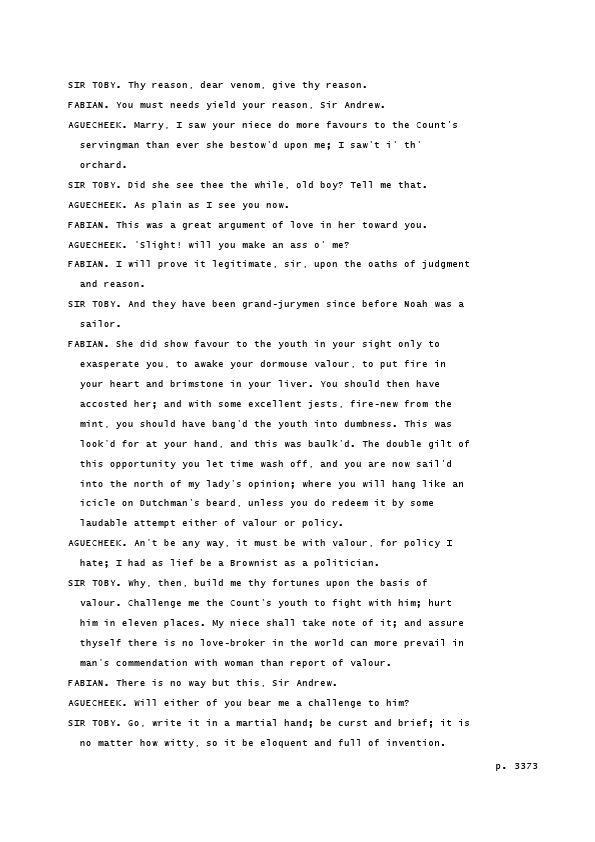 SIR TOBY. Thy reason, dear venom, give thy reason.
FABIAN. You must needs yield your reason, Sir Andrew.
AGUECHEEK. Marry, I saw your niece do more favours to the Count's
servingman than ever she bestow'd upon me; I saw't i' th'
orchard.
SIR TOBY. Did she see thee the while, old boy? Tell me that.
AGUECHEEK. As plain as I see you now.
FABIAN. This was a great argument of love in her toward you.
AGUECHEEK. 'Slight! will you make an ass o' me?
FABIAN. I will prove it legitimate, sir, upon the oaths of judgment
and reason.
SIR TOBY. And they have been grand-jurymen since before Noah was a
sailor.
FABIAN. She did show favour to the youth in your sight only to
exasperate you, to awake your dormouse valour, to put fire in
your heart and brimstone in your liver. You should then have
accosted her; and with some excellent jests, fire-new from the
mint, you should have bang'd the youth into dumbness. This was
look'd for at your hand, and this was baulk'd. The double gilt of
this opportunity you let time wash off, and you are now sail'd
into the north of my lady's opinion; where you will hang like an
icicle on Dutchman's beard, unless you do redeem it by some
laudable attempt either of valour or policy.
AGUECHEEK. An't be any way, it must be with valour, for policy I
hate; I had as lief be a Brownist as a politician.
SIR TOBY. Why, then, build me thy fortunes upon the basis of
valour. Challenge me the Count's youth to fight with him; hurt
him in eleven places. My niece shall take note of it; and assure
thyself there is no love-broker in the world can more prevail in
man's commendation with woman than report of valour.
FABIAN. There is no way but this, Sir Andrew.
AGUECHEEK. Will either of you bear me a challenge to him?
SIR TOBY. Go, write it in a martial hand; be curst and brief; it is
no matter how witty, so it be eloquent and full of invention.
p. 3373